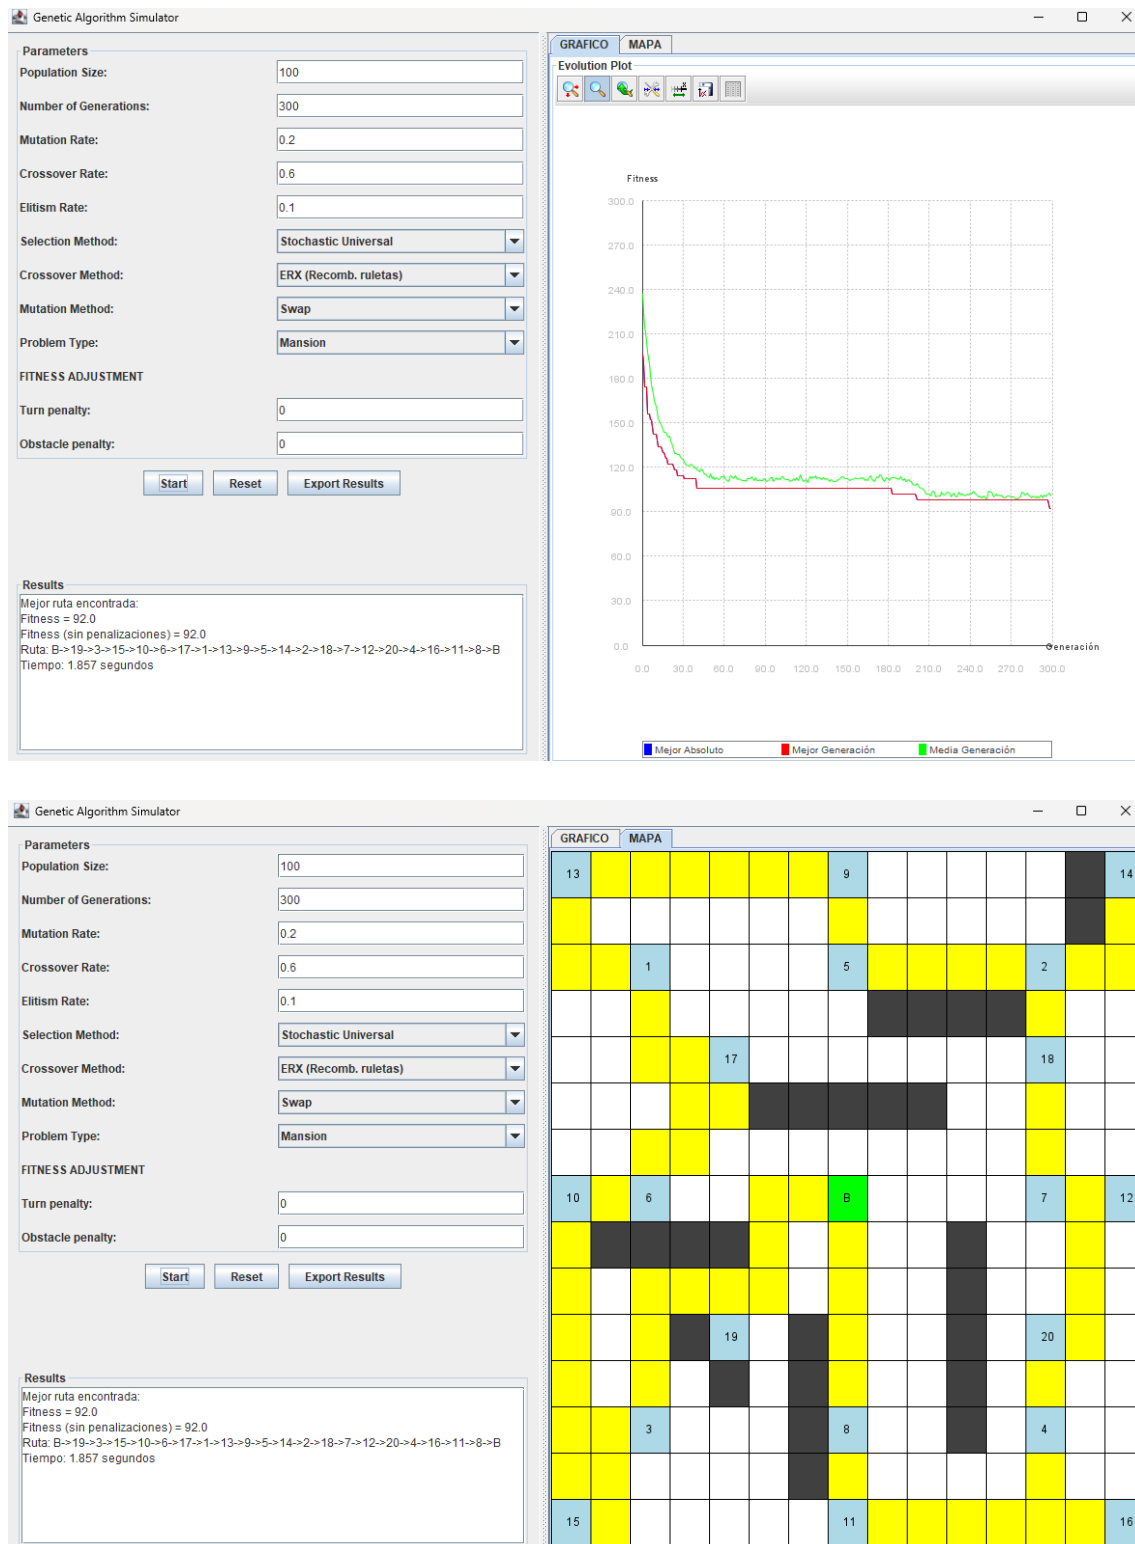 Genetic Algorithm Simulator
Parameters
Population Size: 100
Number of Generations: 300
Mutation Rate: 0.2
Crossover Rate: 0.6
Elitism Rate: 0.1
Selection Method: Stochastic Universal
Crossover Method: ERX (Recomb. ruletas)
Mutation Method: Swap
Problem Type: Mansion
FITNESS ADJUSTMENT
Turn penalty: 0
Obstacle penalty: 0
Start Reset Export Results
Results
Mejor ruta encontrada:
Fitness = 92.0
Fitness (sin penalizaciones) = 92.0
Ruta: B->19->3->15->10->6->17->1->13->9->5->14->2->18->7->12->20->4->16->11->8->B
Tiempo: 1.857 segundos
GRAFICO MAPA
Evolution Plot
Fitness
300.0
270.0
240.0
210.0
180.0
150.0
120.0
90.0
60.0
30.0
0.0
Generación
0.0 30.0 60.0 90.0 120.0 150.0 180.0 210.0 240.0 270.0 300.0
Mejor Absoluto Mejor Generación Media Generación
Genetic Algorithm Simulator
Parameters
Population Size: 100
Number of Generations: 300
Mutation Rate: 0.2
Crossover Rate: 0.6
Elitism Rate: 0.1
Selection Method: Stochastic Universal
Crossover Method: ERX (Recomb. ruletas)
Mutation Method: Swap
Problem Type: Mansion
FITNESS ADJUSTMENT
Turn penalty: 0
Obstacle penalty: 0
Start Reset Export Results
Results
Mejor ruta encontrada:
Fitness = 92.0
Fitness (sin penalizaciones) = 92.0
Ruta: B->19->3->15->10->6->17->1->13->9->5->14->2->18->7->12->20->4->16->11->8->B
Tiempo: 1.857 segundos
GRAFICO MAPA
13 9 14
1 5 2
17 18
10 6 B 7 12
19 20
3 8 4
15 11 16